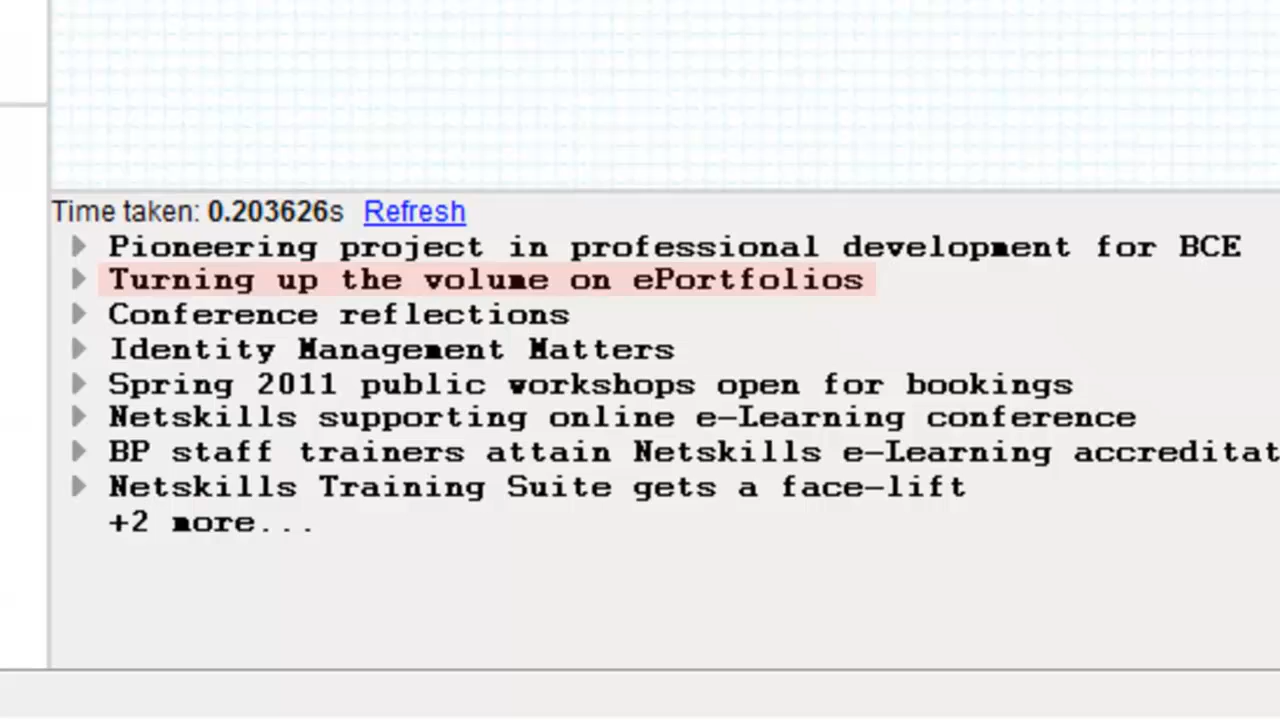 Time taken: 0.203626s Refresh
Pioneering project in professional development for BCE
Turning up the volume on ePortfolios
Conference reflections
Identity Management Matters
Spring 2011 public workshops open for bookings
Netskills supporting online e-Learning conference
BP staff trainers attain Netskills e-Learning accreditat
Netskills Training Suite gets a face-lift
+2 more...